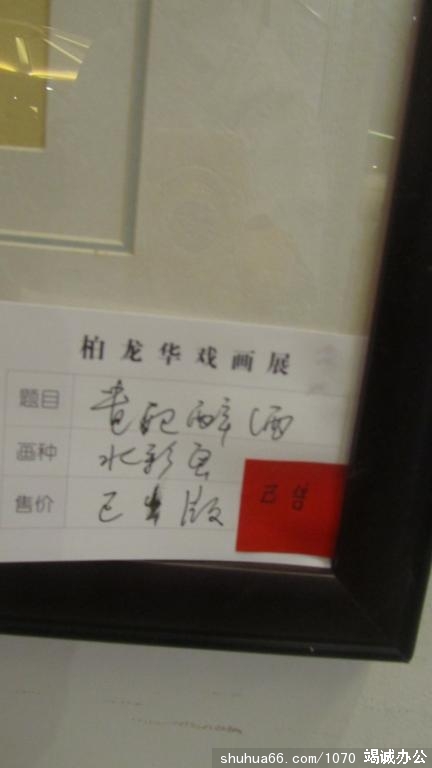 柏龙华戏画展
题目 贵妃醉酒
画种 水彩画
售价 已出版
已售
shuhua66.com/1070 竭诚办公